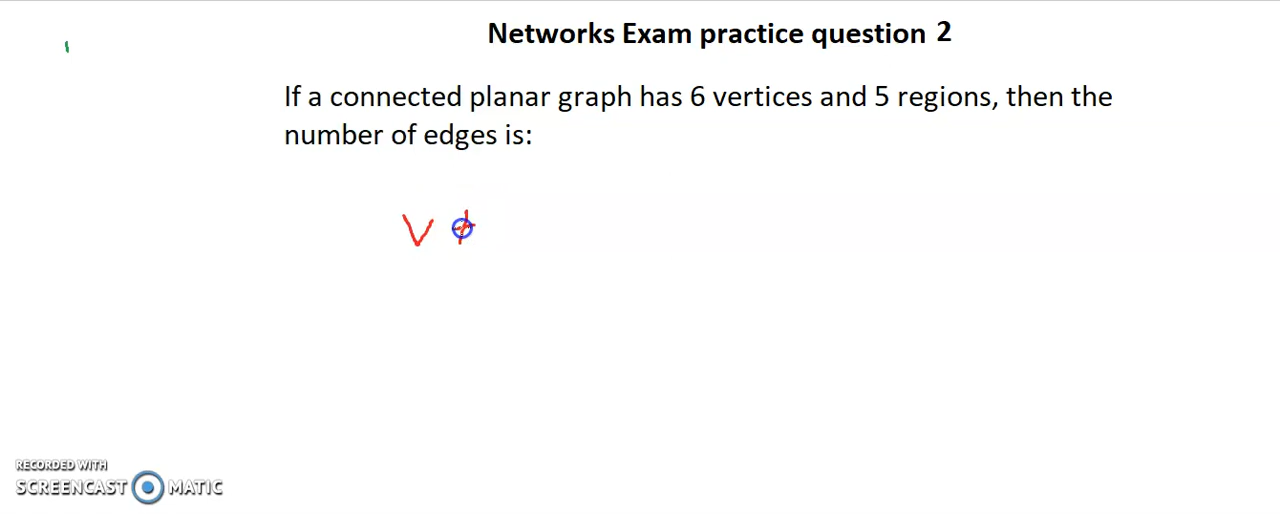 Networks Exam practice question 2
If a connected planar graph has 6 vertices and 5 regions, then the
number of edges is:
V +
RECORDED WITH
SCREENCAST MATIC